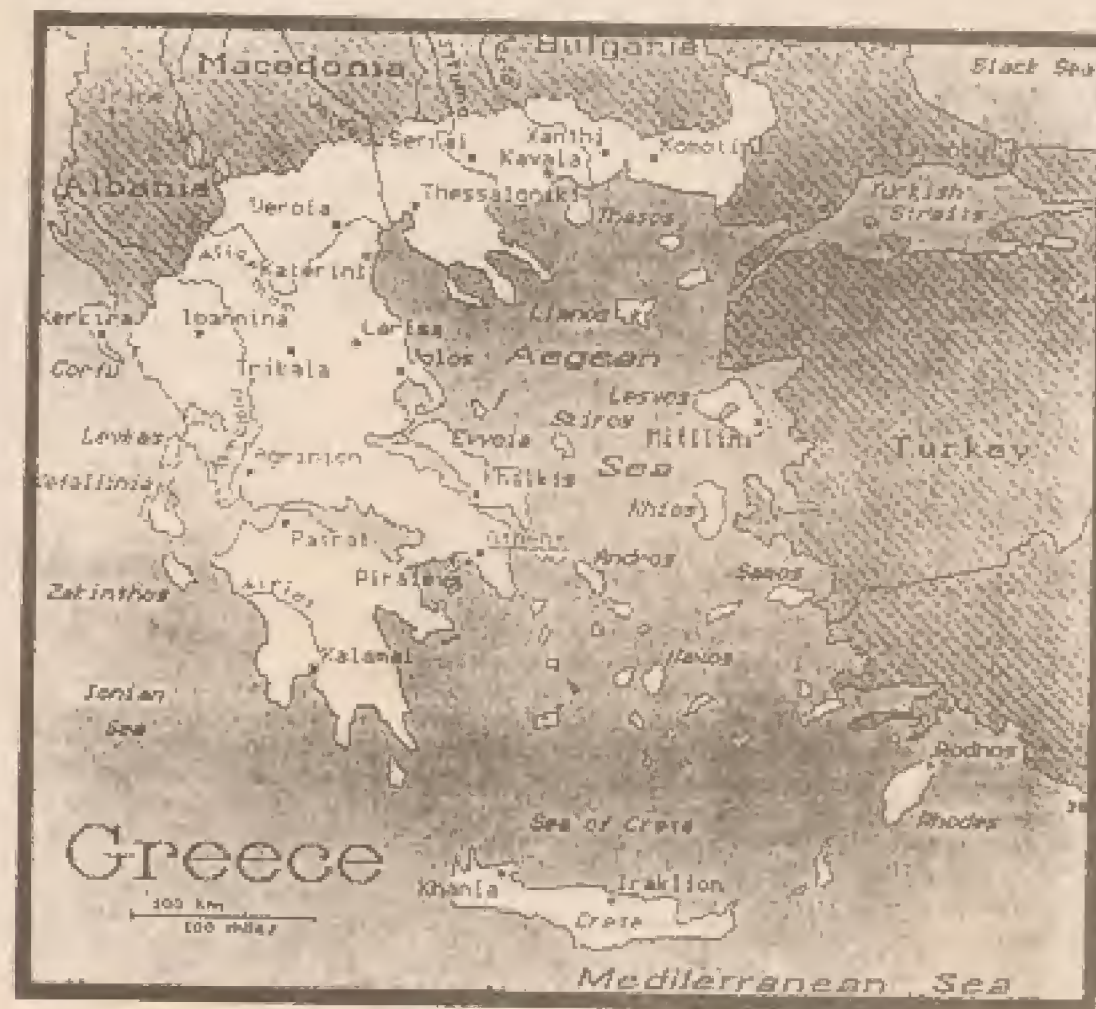 Bulgaria
Macedonia
Black Sea
Tirane
Serrai
Xanthi
Komotini
Kavala
Albania
Turkish
Straits
Veroia
Thessaloniki
Thasos
Katerini
Kerkira
Ioannina
Larisa
Limnos
Corfu
Trikala
Volos
Aegean
Lesvos
Skiros
Levkas
Evvoia
Mitilini
Turkey
Agrinion
Sea
Khalkis
Kefallinia
Khios
Patrai
Athens
Andros
Piraievs
Samos
Zakinthos
Alfios
Kalamai
Naxos
Ionian
Sea
Rodhos
Rhodes
Sea of Crete
Greece
Khania
Iraklion
100 km
100 miles
Crete
Mediterranean Sea